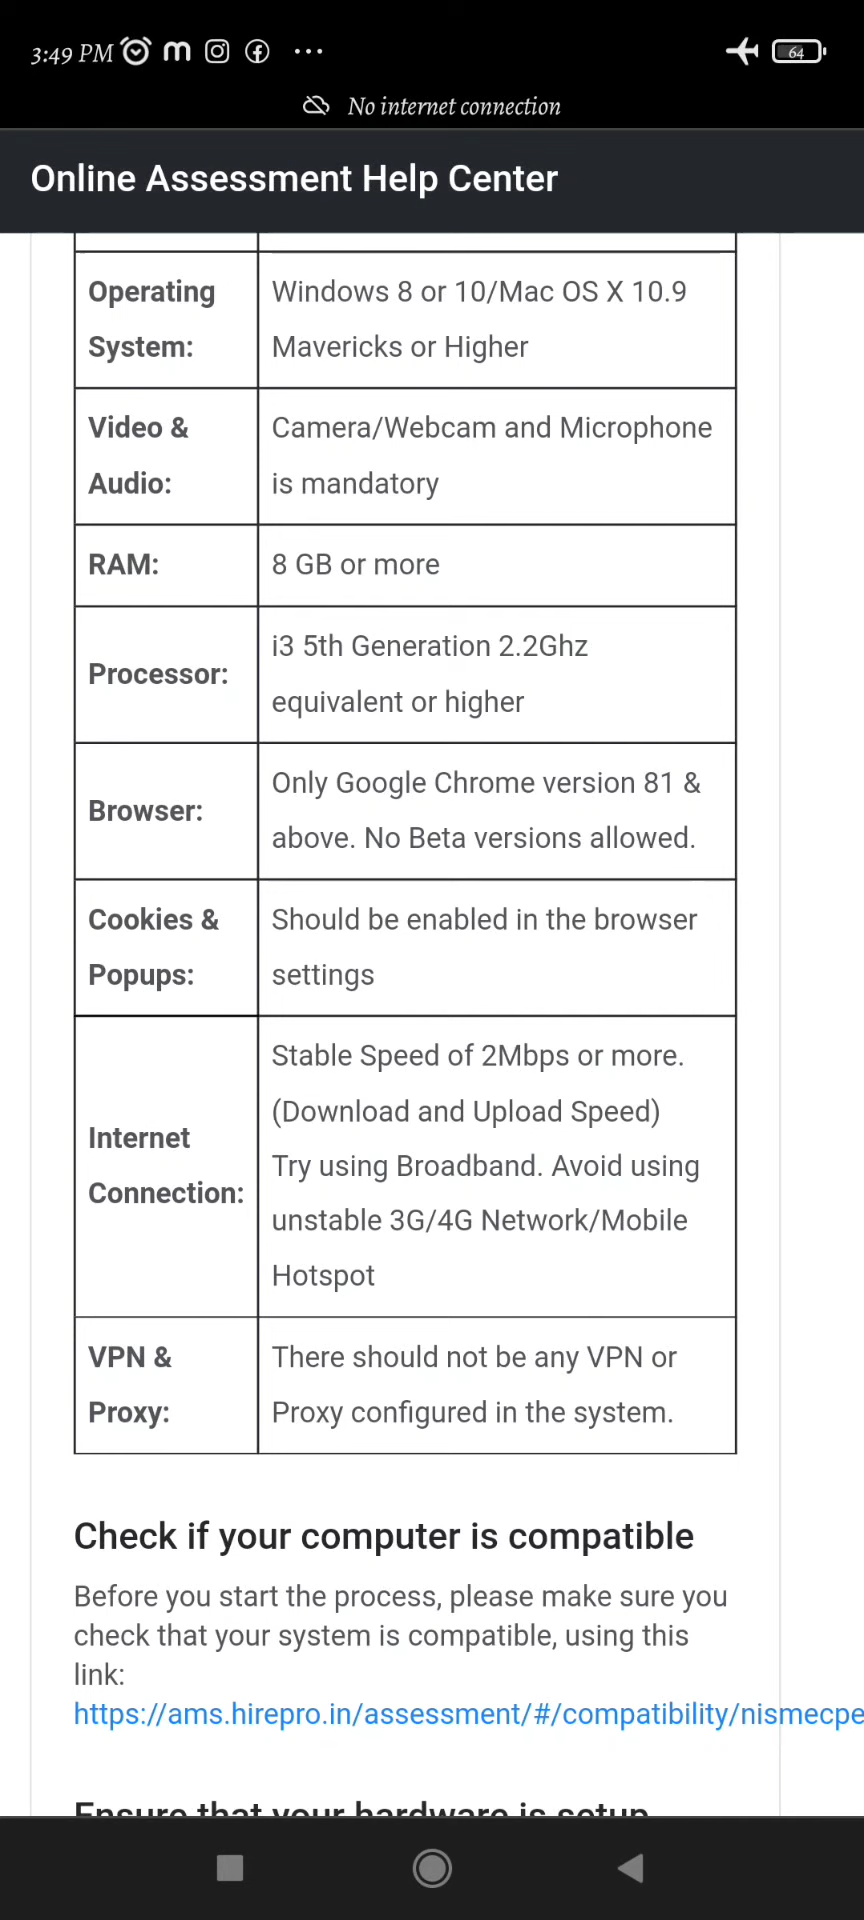 3:49 PM
64
No internet connection
Online Assessment Help Center
Operating
System:
Windows 8 or 10/Mac OS X 10.9
Mavericks or Higher
Video &
Audio:
Camera/Webcam and Microphone
is mandatory
RAM:
8 GB or more
Processor:
i3 5th Generation 2.2Ghz
equivalent or higher
Browser:
Only Google Chrome version 81 &
above. No Beta versions allowed.
Cookies &
Popups:
Should be enabled in the browser
settings
Internet
Connection:
Stable Speed of 2Mbps or more.
(Download and Upload Speed)
Try using Broadband. Avoid using
unstable 3G/4G Network/Mobile
Hotspot
VPN &
Proxy:
There should not be any VPN or
Proxy configured in the system.
Check if your computer is compatible
Before you start the process, please make sure you
check that your system is compatible, using this
link:
https://ams.hirepro.in/assessment/#/compatibility/nismecpe
Ensure that your hardware is setup